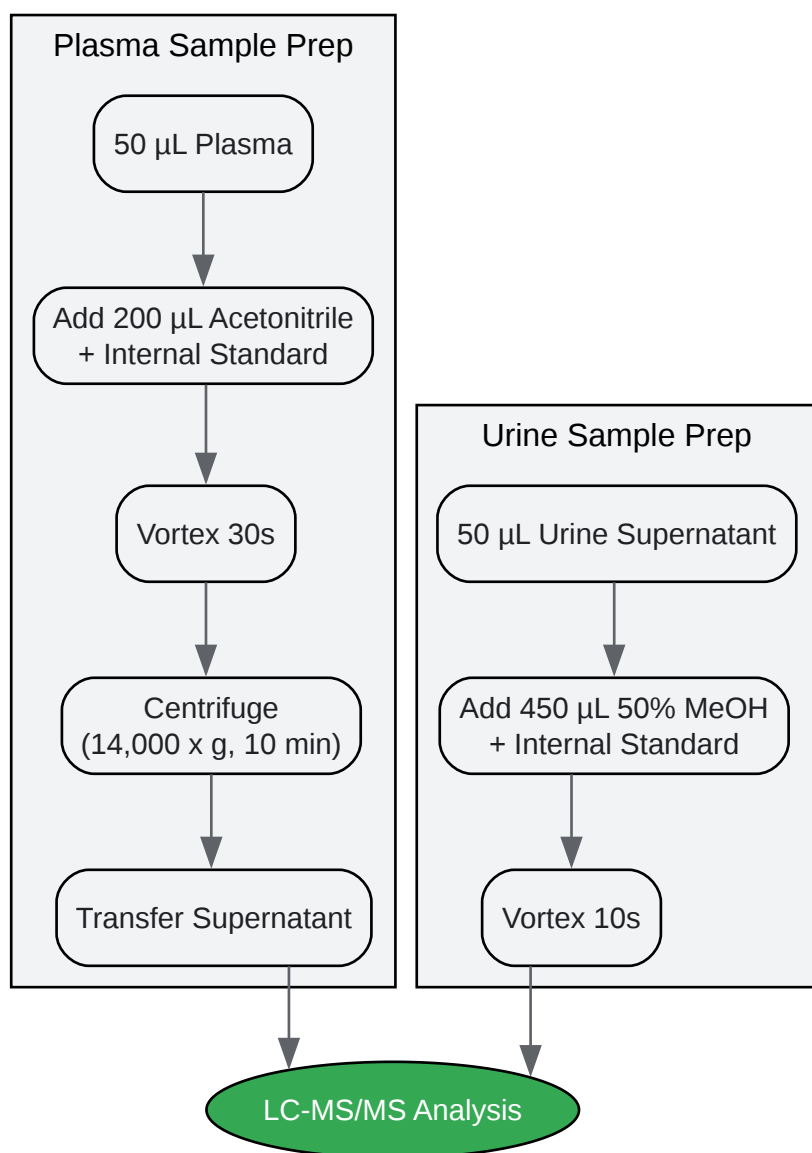 Plasma Sample Prep
50 µL Plasma
Add 200 µL Acetonitrile
+ Internal Standard
Vortex 30s
Centrifuge
(14,000 x g, 10 min)
Transfer Supernatant
Urine Sample Prep
50 µL Urine Supernatant
Add 450 µL 50% MeOH
+ Internal Standard
Vortex 10s
LC-MS/MS Analysis